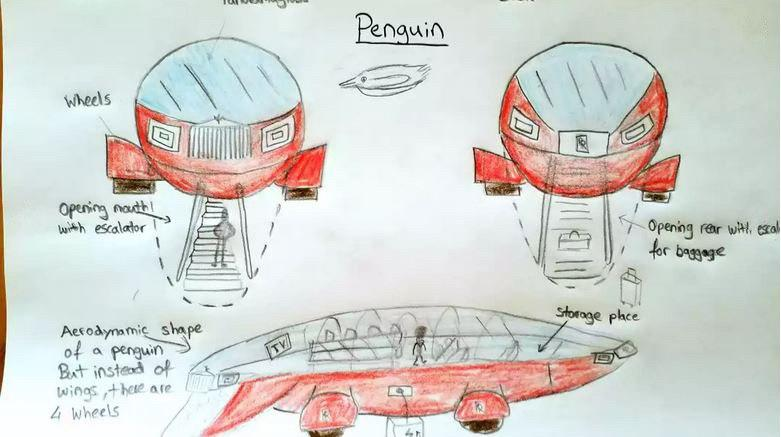 Penguin
Wheels
Opening mouth
with escalator
Opening rear with
for baggage
Aerodynamic shape
of a penguin
But instead of
wings, there are
4 wheels
Storage place
TV
R
R
R